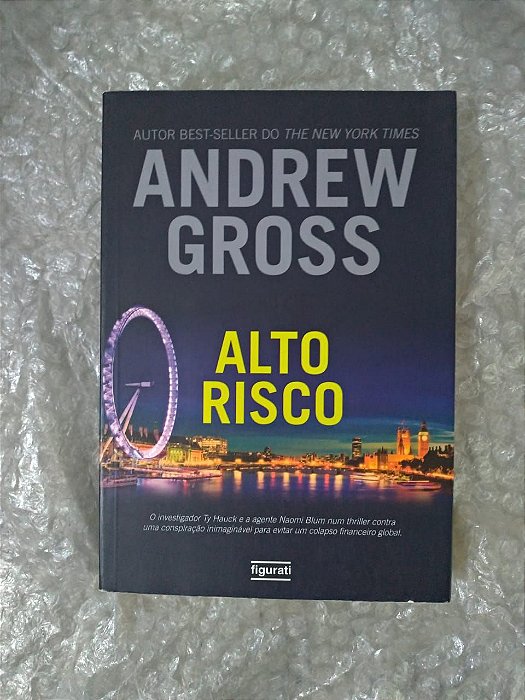 AUTOR BEST-SELLER DO THE NEW YORK TIMES
ANDREW
GROSS
ALTO
RISCO
O investigador Ty Hauck e a agente Naomi Blum num thriller contra
uma conspiração inimaginável para evitar um colapso financeiro global.
figurati